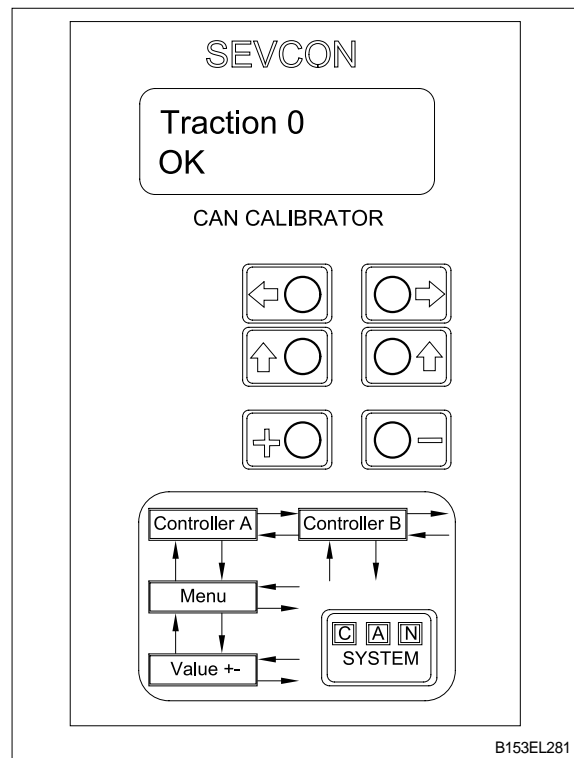 SEVCON
Traction 0
OK
CAN CALIBRATOR
Controller A Controller B
Menu
C A N
SYSTEM
Value +-
B153EL281